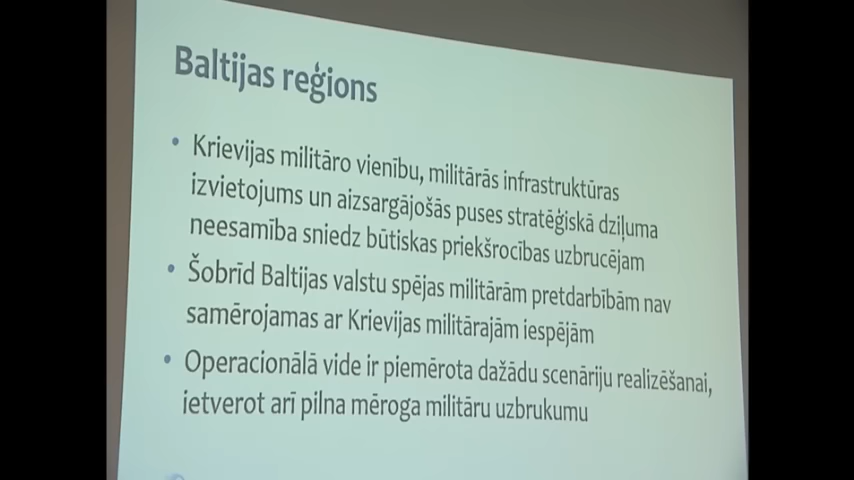 Baltijas reģions
• Krievijas militāro vienību, militārās infrastruktūras
izvietojums un aizsargājošās puses stratēģiskā dziļuma
neesamība sniedz būtiskas priekšrocības uzbrucējam
• Šobrīd Baltijas valstu spējas militārām pretdarbībām nav
samērojamas ar Krievijas militārajām iespējām
• Operacionālā vide ir piemērota dažādu scenāriju realizēšanai,
ietverot arī pilna mēroga militāru uzbrukumu